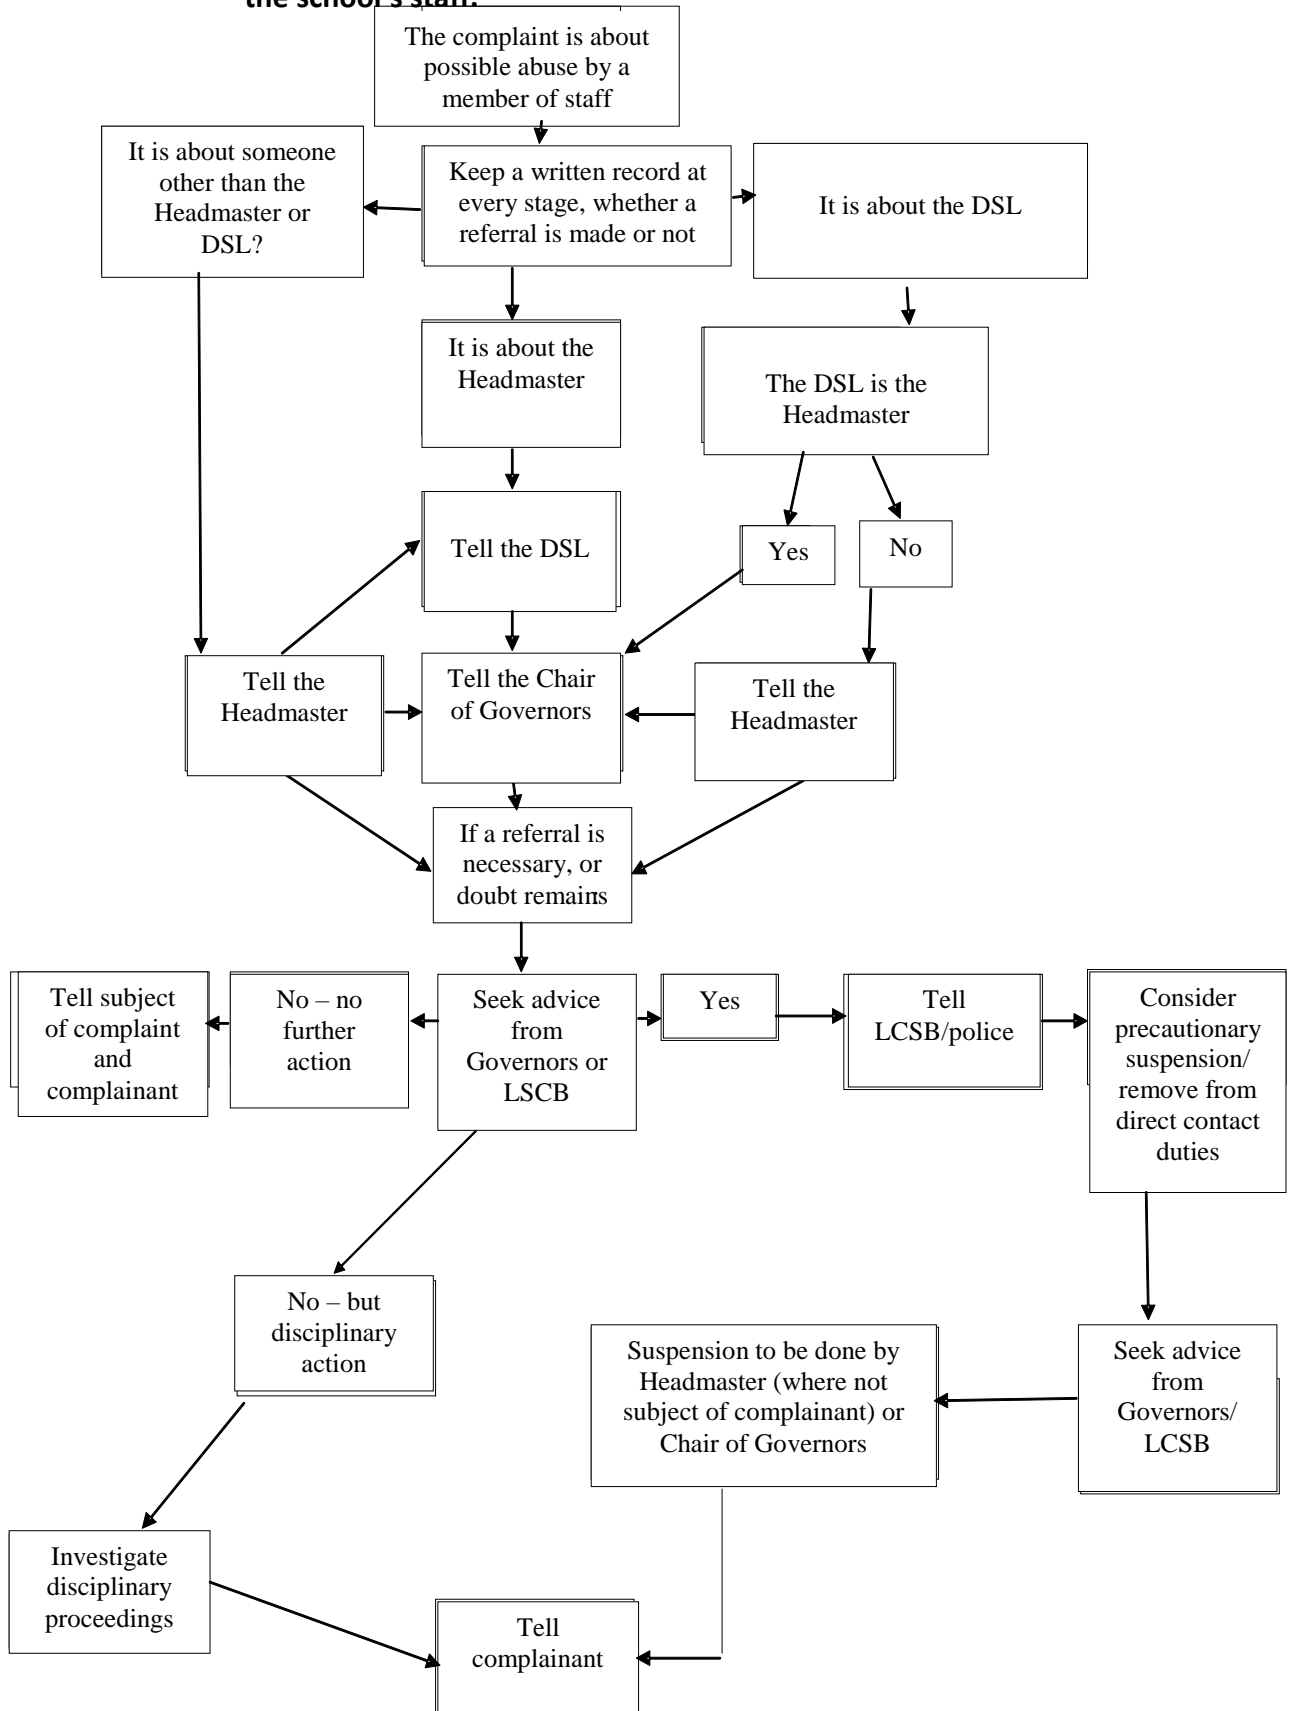 the school's staff.
The complaint is about
possible abuse by a
member of staff
It is about someone
other than the
Headmaster or
DSL?
Keep a written record at
every stage, whether a
referral is made or not
It is about the DSL
It is about the
Headmaster
The DSL is the
Headmaster
Tell the DSL
Yes
No
Tell the
Headmaster
Tell the Chair
of Governors
Tell the
Headmaster
If a referral is
necessary, or
doubt remains
Tell subject
of complaint
and
complainant
No – no
further
action
Seek advice
from
Governors or
LSCB
Yes
Tell
LCSB/police
Consider
precautionary
suspension/
remove from
direct contact
duties
No – but
disciplinary
action
Suspension to be done by
Headmaster (where not
subject of complainant) or
Chair of Governors
Seek advice
from
Governors/
LCSB
Investigate
disciplinary
proceedings
Tell
complainant